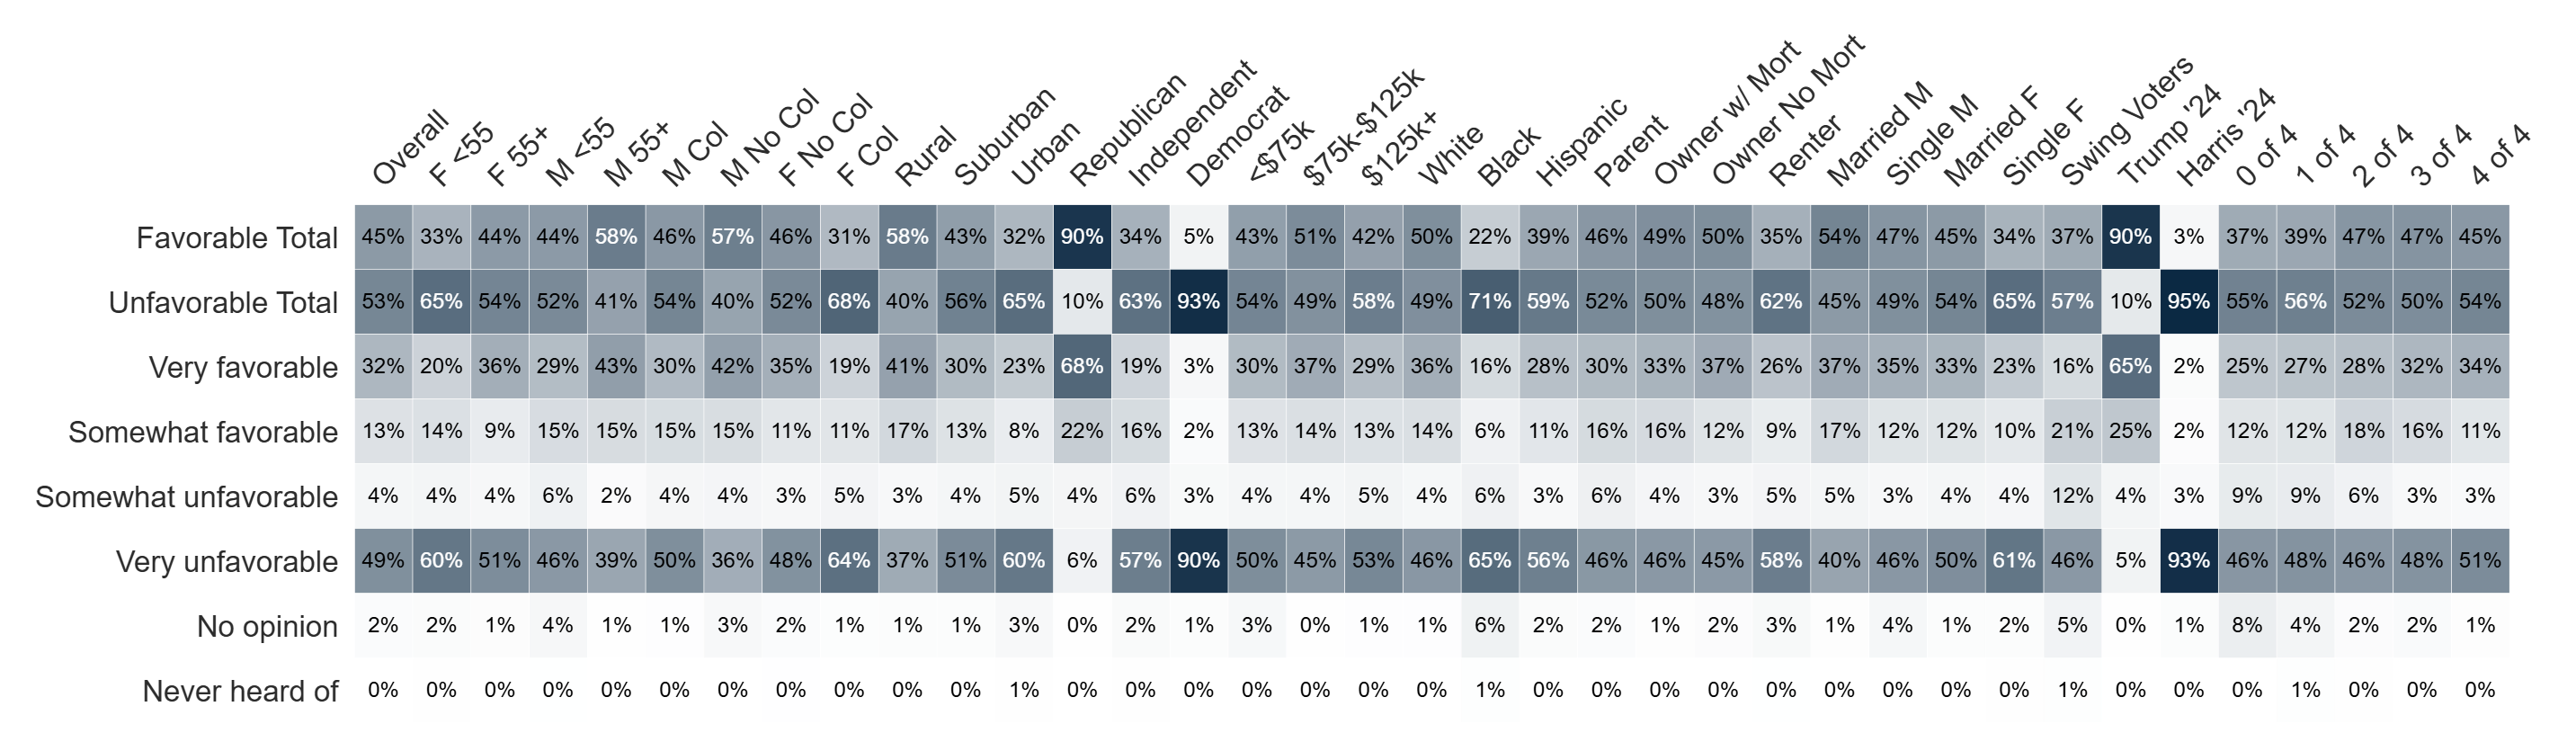 Overall F <55 F 55+ M <55 M 55+ M Col M No Col F No Col F Col Rural Suburban Urban Republican Independent Democrat <$75k $75k-$125k $125k+ White Black Hispanic Parent Owner w/ Mort Owner No Mort Renter Married M Single M Married F Single F Swing Voters Trump '24 Harris '24 0 of 4 1 of 4 2 of 4 3 of 4 4 of 4
Favorable Total 45% 33% 44% 44% 58% 46% 57% 46% 31% 58% 43% 32% 90% 34% 5% 43% 51% 42% 50% 22% 39% 46% 49% 50% 35% 54% 47% 45% 34% 37% 90% 3% 37% 39% 47% 47% 45%
Unfavorable Total 53% 65% 54% 52% 41% 54% 40% 52% 68% 40% 56% 65% 10% 63% 93% 54% 49% 58% 49% 71% 59% 52% 50% 48% 62% 45% 49% 54% 65% 57% 10% 95% 55% 56% 52% 50% 54%
Very favorable 32% 20% 36% 29% 43% 30% 42% 35% 19% 41% 30% 23% 68% 19% 3% 30% 37% 29% 36% 16% 28% 30% 33% 37% 26% 37% 35% 33% 23% 16% 65% 2% 25% 27% 28% 32% 34%
Somewhat favorable 13% 14% 9% 15% 15% 15% 15% 11% 11% 17% 13% 8% 22% 16% 2% 13% 14% 13% 14% 6% 11% 16% 16% 12% 9% 17% 12% 12% 10% 21% 25% 2% 12% 12% 18% 16% 11%
Somewhat unfavorable 4% 4% 4% 6% 2% 4% 4% 3% 5% 3% 4% 5% 4% 6% 3% 4% 4% 5% 4% 6% 3% 6% 4% 3% 5% 5% 3% 4% 4% 12% 4% 3% 9% 9% 6% 3% 3%
Very unfavorable 49% 60% 51% 46% 39% 50% 36% 48% 64% 37% 51% 60% 6% 57% 90% 50% 45% 53% 46% 65% 56% 46% 46% 45% 58% 40% 46% 50% 61% 46% 5% 93% 46% 48% 46% 48% 51%
No opinion 2% 2% 1% 4% 1% 1% 3% 2% 1% 1% 1% 3% 0% 2% 1% 3% 0% 1% 1% 6% 2% 2% 1% 2% 3% 1% 4% 1% 2% 5% 0% 1% 8% 4% 2% 2% 1%
Never heard of 0% 0% 0% 0% 0% 0% 0% 0% 0% 0% 0% 1% 0% 0% 0% 0% 0% 0% 0% 1% 0% 0% 0% 0% 0% 0% 0% 0% 0% 1% 0% 0% 0% 1% 0% 0% 0%